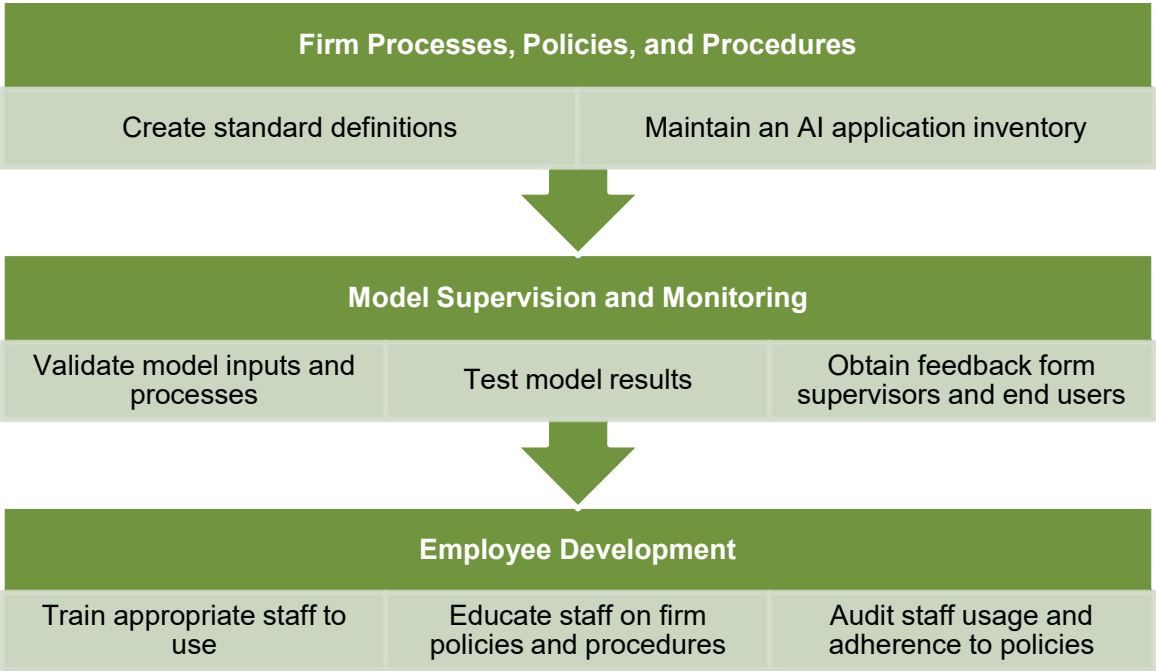 Firm Processes, Policies, and Procedures
Create standard definitions
Maintain an AI application inventory
Model Supervision and Monitoring
Validate model inputs and
processes
Test model results
Obtain feedback form
supervisors and end users
Employee Development
Train appropriate staff to
use
Educate staff on firm
policies and procedures
Audit staff usage and
adherence to policies